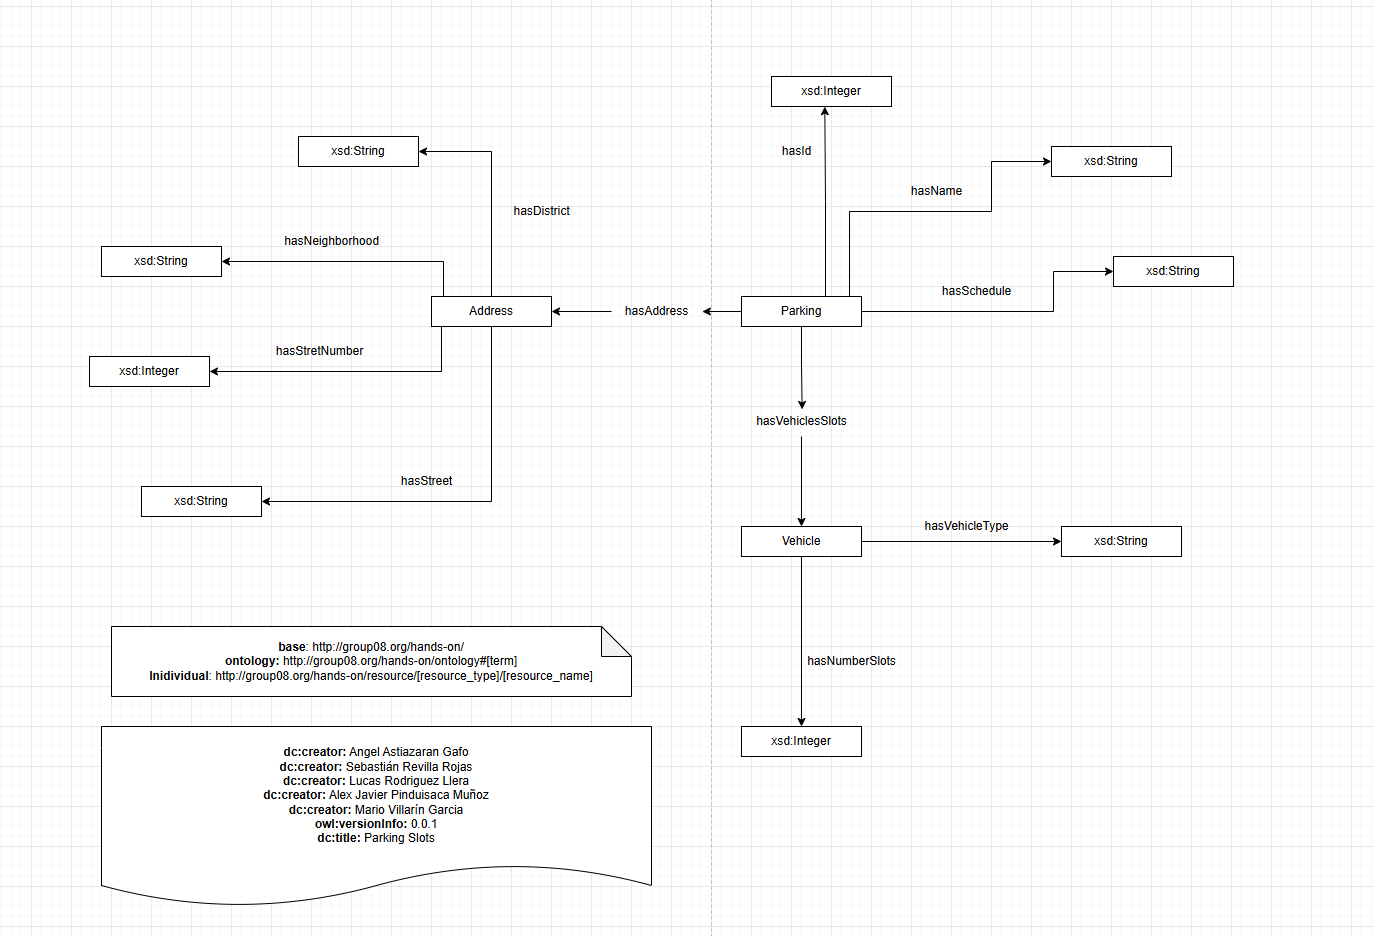 xsd:Integer
xsd:String
hasId
xsd:String
hasName
hasDistrict
hasNeighborhood
xsd:String
hasSchedule
xsd:String
Address
hasAddress
Parking
hasStretNumber
xsd:Integer
hasVehiclesSlots
hasStreet
xsd:String
hasVehicleType
Vehicle
xsd:String
base: http://group08.org/hands-on/
ontology: http://group08.org/hands-on/ontology#[term]
Inidividual: http://group08.org/hands-on/resource/[resource_type]/[resource_name]
hasNumberSlots
xsd:Integer
dc:creator: Angel Astiazaran Gafo
dc:creator: Sebastián Revilla Rojas
dc:creator: Lucas Rodriguez Llera
dc:creator: Alex Javier Pinduisaca Muñoz
dc:creator: Mario Villarín Garcia
owl:versionInfo: 0.0.1
dc:title: Parking Slots